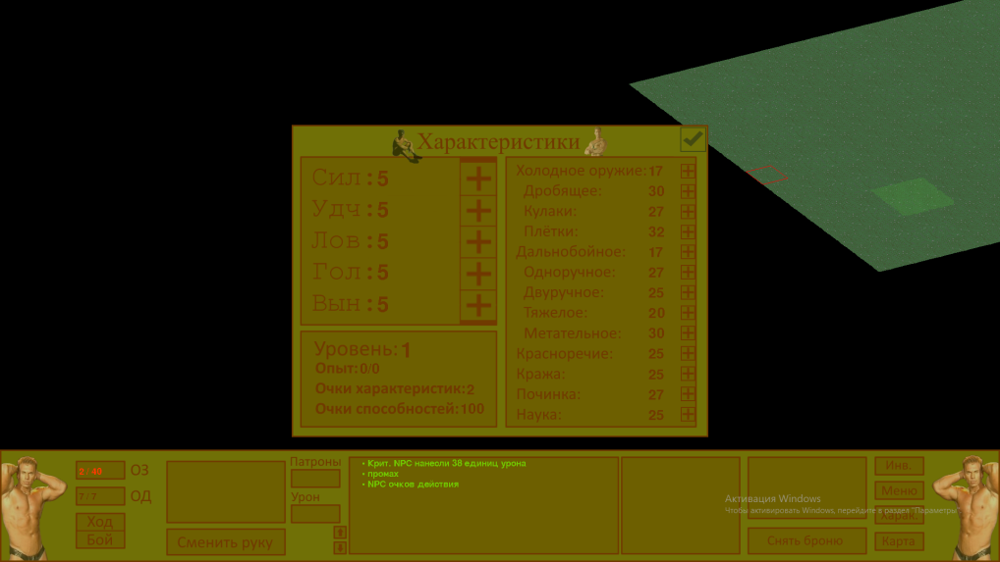 Характеристики
Сил:5
Удч:5
Лов:5
Гол:5
Вын:5
Уровень:1
Опыт:0/0
Очки характеристик:2
Очки способностей:100
Холодное оружие:17
Дробящее: 30
Кулаки: 27
Плётки: 32
Дальнобойное: 17
Одноручное: 27
Двуручное: 25
Тяжелое: 20
Метательное: 30
Красноречие: 25
Кража: 25
Починка: 27
Наука: 25
2 / 40 ОЗ
7 / 7 ОД
Ход
Бой
Сменить руку
Патроны
Урон
• Крит. NPC нанесли 38 единиц урона
• промах
• NPC очков действия
Снять броню
Инв.
Меню
Харак.
Карта
Активация Windows
Чтобы активировать Windows, перейдите в раздел "Параметры".